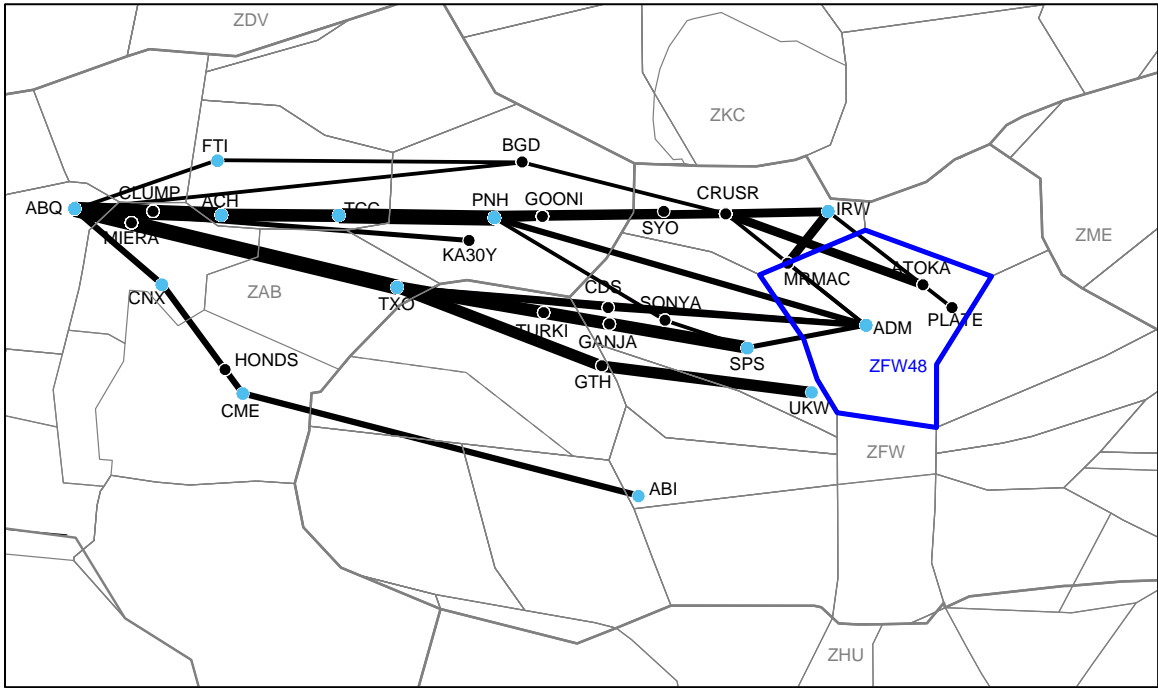 ZDV
ZKC
FTI
BGD
CLUMP
ACH
TCC
PNH
GOONI
CRUSR
ABQ
IRW
SYO
MIERA
KA30Y
ZME
ATOKA
MRMAC
CNX
ZAB
TXO
CDS
SONYA
PLATE
TURKI
GANJA
ADM
HONDS
GTH
SPS
ZFW48
CME
UKW
ZFW
ABI
ZHU